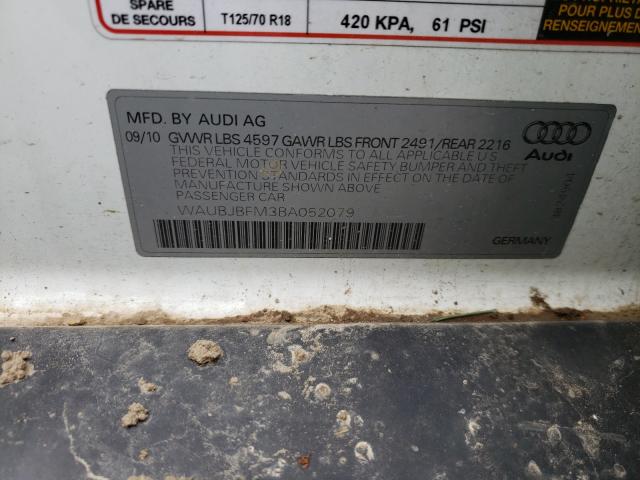 SPARE
DE SECOURS
T125/70 R18
420 KPA, 61 PSI
POUR PLUS D
RENSEIGNEMEN
MFD. BY AUDI AG
09/10 GVWR LBS 4597 GAWR LBS FRONT 2491/REAR 2216
THIS VEHICLE CONFORMS TO ALL APPLICABLE U S
FEDERAL MOTOR VEHICLE SAFETY BUMPER AND THEFT
PREVENTION STANDARDS IN EFFECT ON THE DATE OF
MANUFACTURE SHOWN ABOVE
PASSENGER CAR
WAUBJBFM3BA052079
Audi
GERMANY